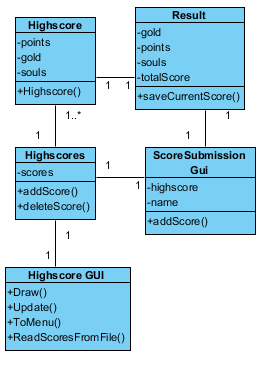 Highscore
-points
-gold
-souls
+Highscore()
Result
-gold
-points
-souls
-totalScore
+saveCurrentScore()
1
1
1..*
1
1
1
Highscores
-scores
+addScore()
+deleteScore()
1
1
ScoreSubmission
Gui
-highscore
-name
+addScore()
1
1
Highscore GUI
+Draw()
+Update()
+ToMenu()
+ReadScoresFromFile()